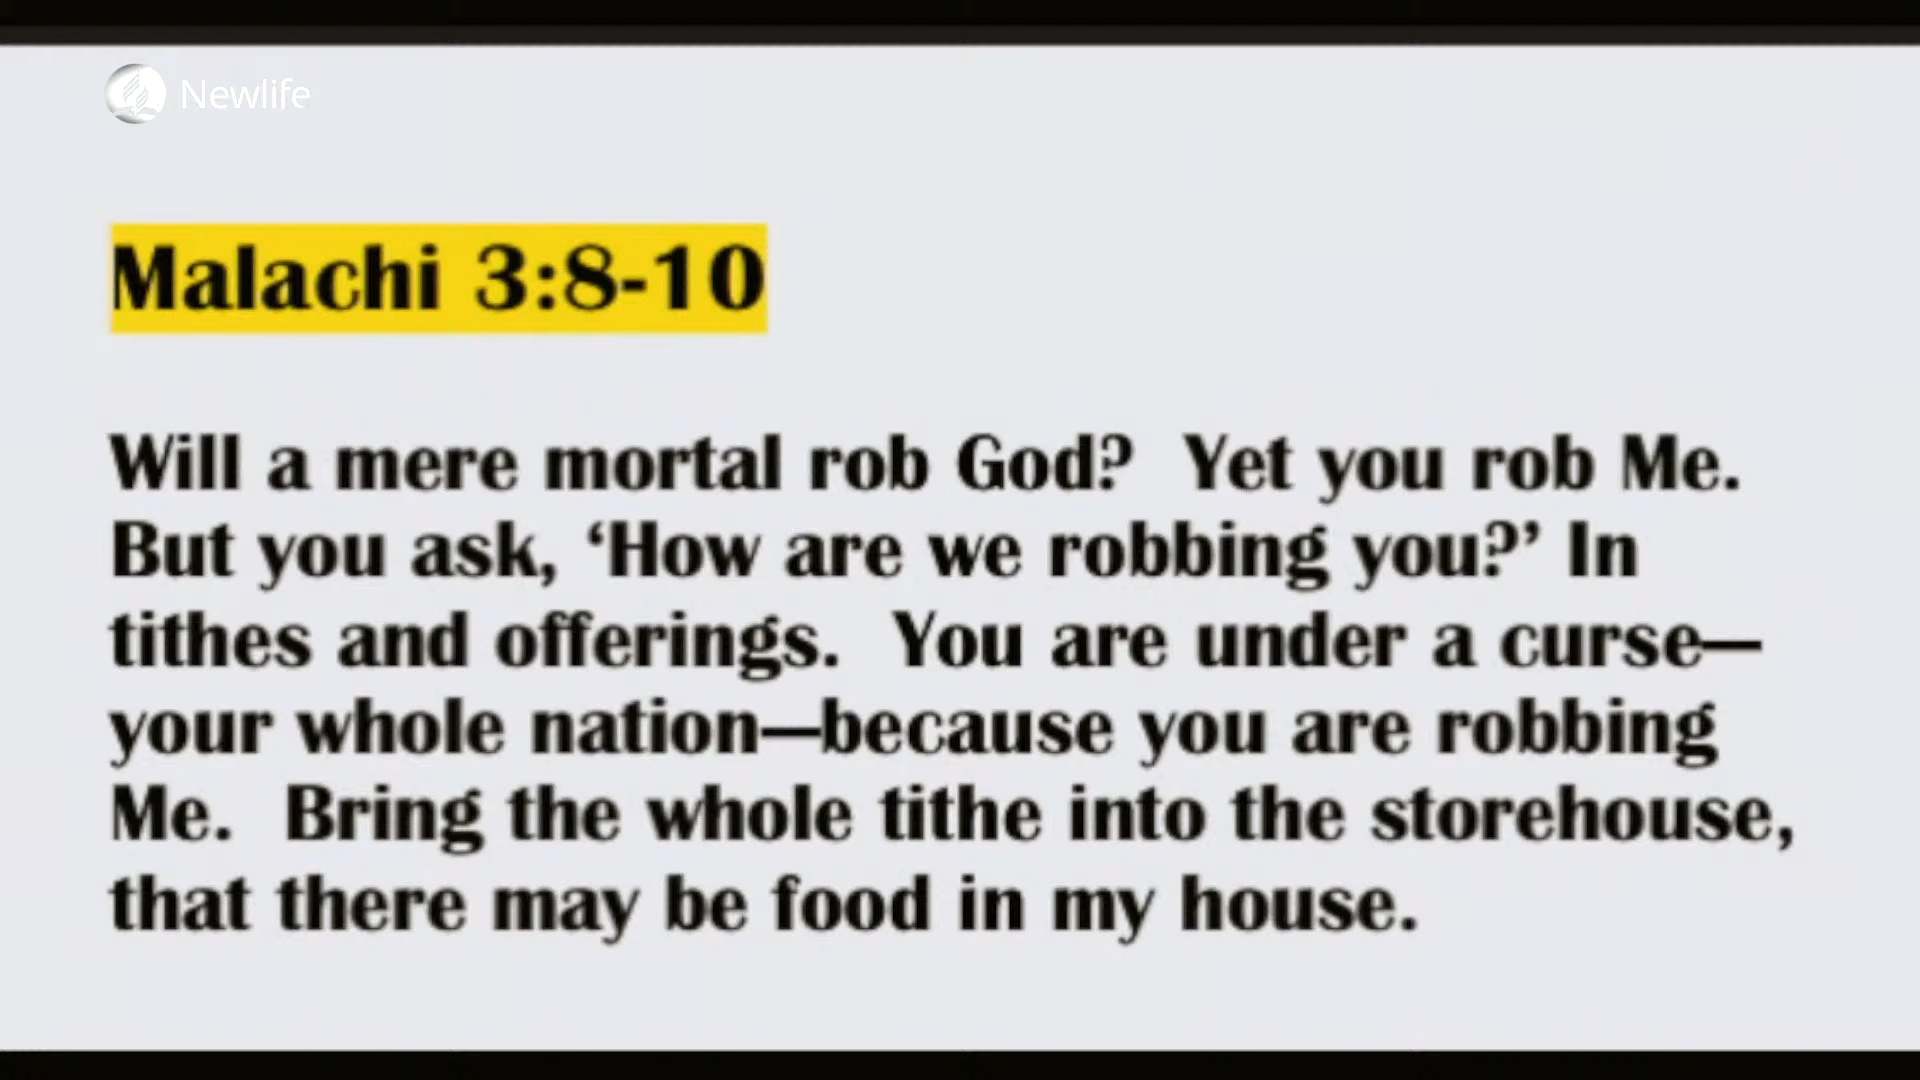 Newlife
Malachi 3:8-10
Will a mere mortal rob God?  Yet you rob Me.
But you ask, ‘How are we robbing you?’ In
tithes and offerings.  You are under a curse—
your whole nation—because you are robbing
Me.  Bring the whole tithe into the storehouse,
that there may be food in my house.